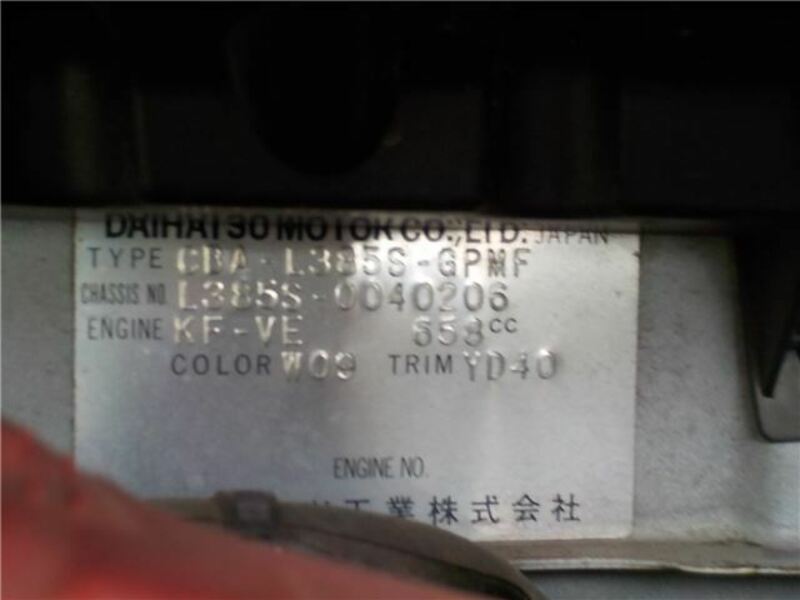 DAIHATSU MOTOR CO., LTD. JAPAN
TYPE CBA-L385S-GPMF
CHASSIS NO. L385S-0040206
ENGINE KF-VE 658cc
COLOR W09 TRIM YD40
ENGINE NO.
工業株式会社